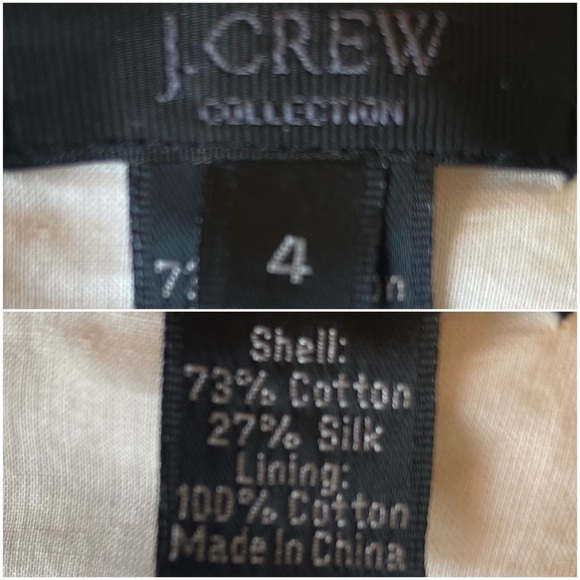 J.CREW
COLLECTION
4
Shell:
73% Cotton
27% Silk
Lining:
100% Cotton
Made In China